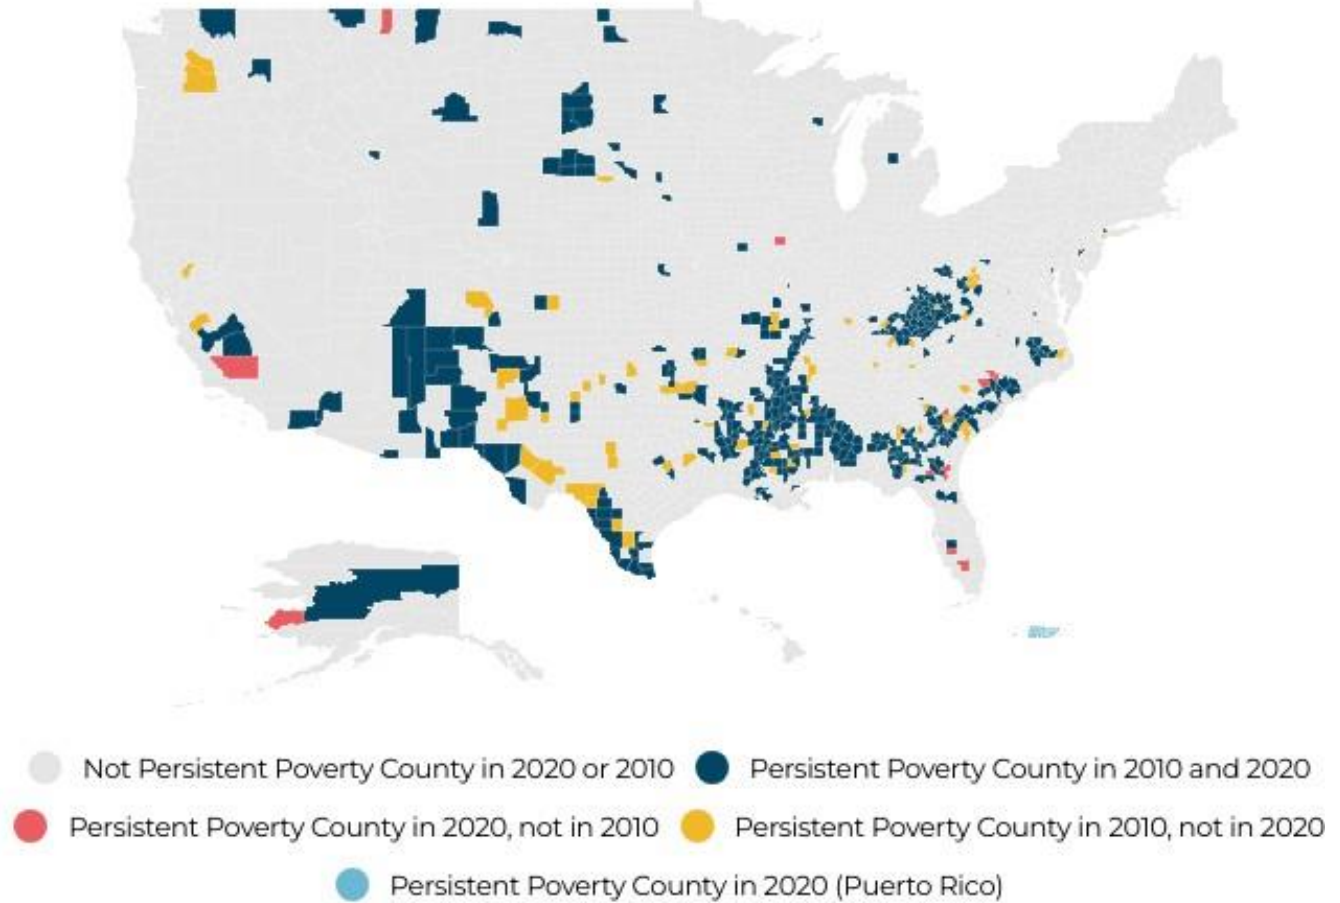 Not Persistent Poverty County in 2020 or 2010 Persistent Poverty County in 2010 and 2020
Persistent Poverty County in 2020, not in 2010 Persistent Poverty County in 2010, not in 2020
Persistent Poverty County in 2020 (Puerto Rico)